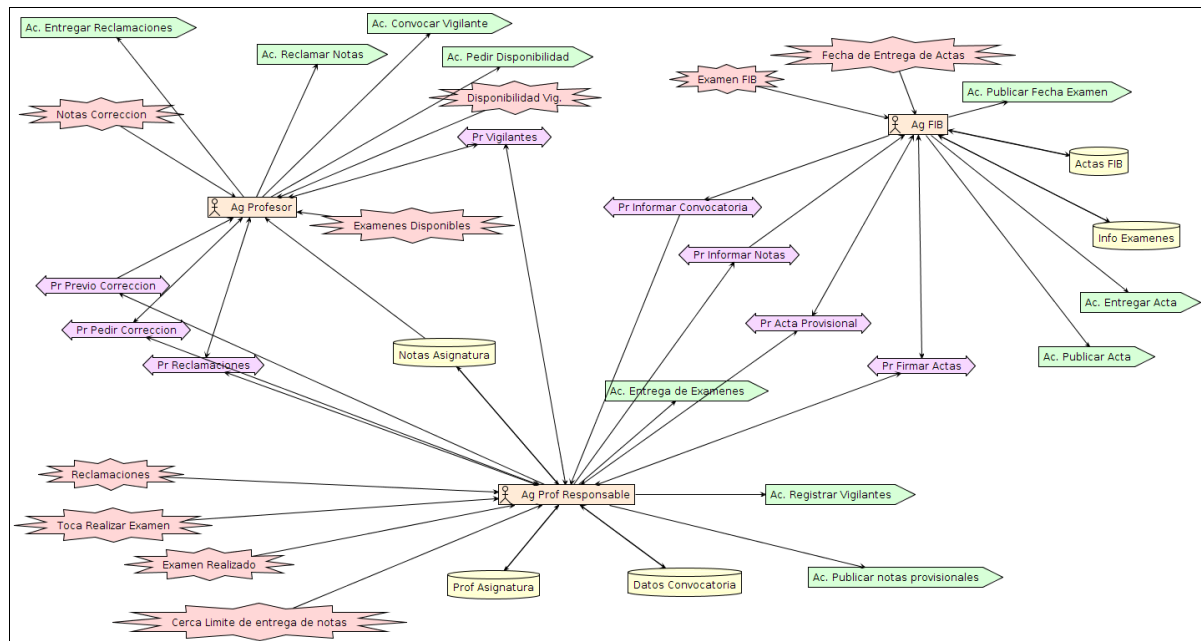 Ac. Entregar Reclamaciones
Ac. Convocar Vigilante
Ac. Reclamar Notas
Ac. Pedir Disponibilidad
Fecha de Entrega de Actas
Examen FIB
Ac. Publicar Fecha Examen
Notas Correccion
Disponibilidad Vig.
Pr Vigilantes
Ag FIB
Actas FIB
Ag Profesor
Pr Informar Convocatoria
Examenes Disponibles
Info Examenes
Pr Informar Notas
Pr Previo Correccion
Ac. Entregar Acta
Pr Pedir Correccion
Pr Acta Provisional
Notas Asignatura
Ac. Publicar Acta
Pr Reclamaciones
Pr Firmar Actas
Ac. Entrega de Examenes
Reclamaciones
Ag Prof Responsable
Ac. Registrar Vigilantes
Toca Realizar Examen
Examen Realizado
Prof Asignatura
Datos Convocatoria
Ac. Publicar notas provisionales
Cerca Limite de entrega de notas